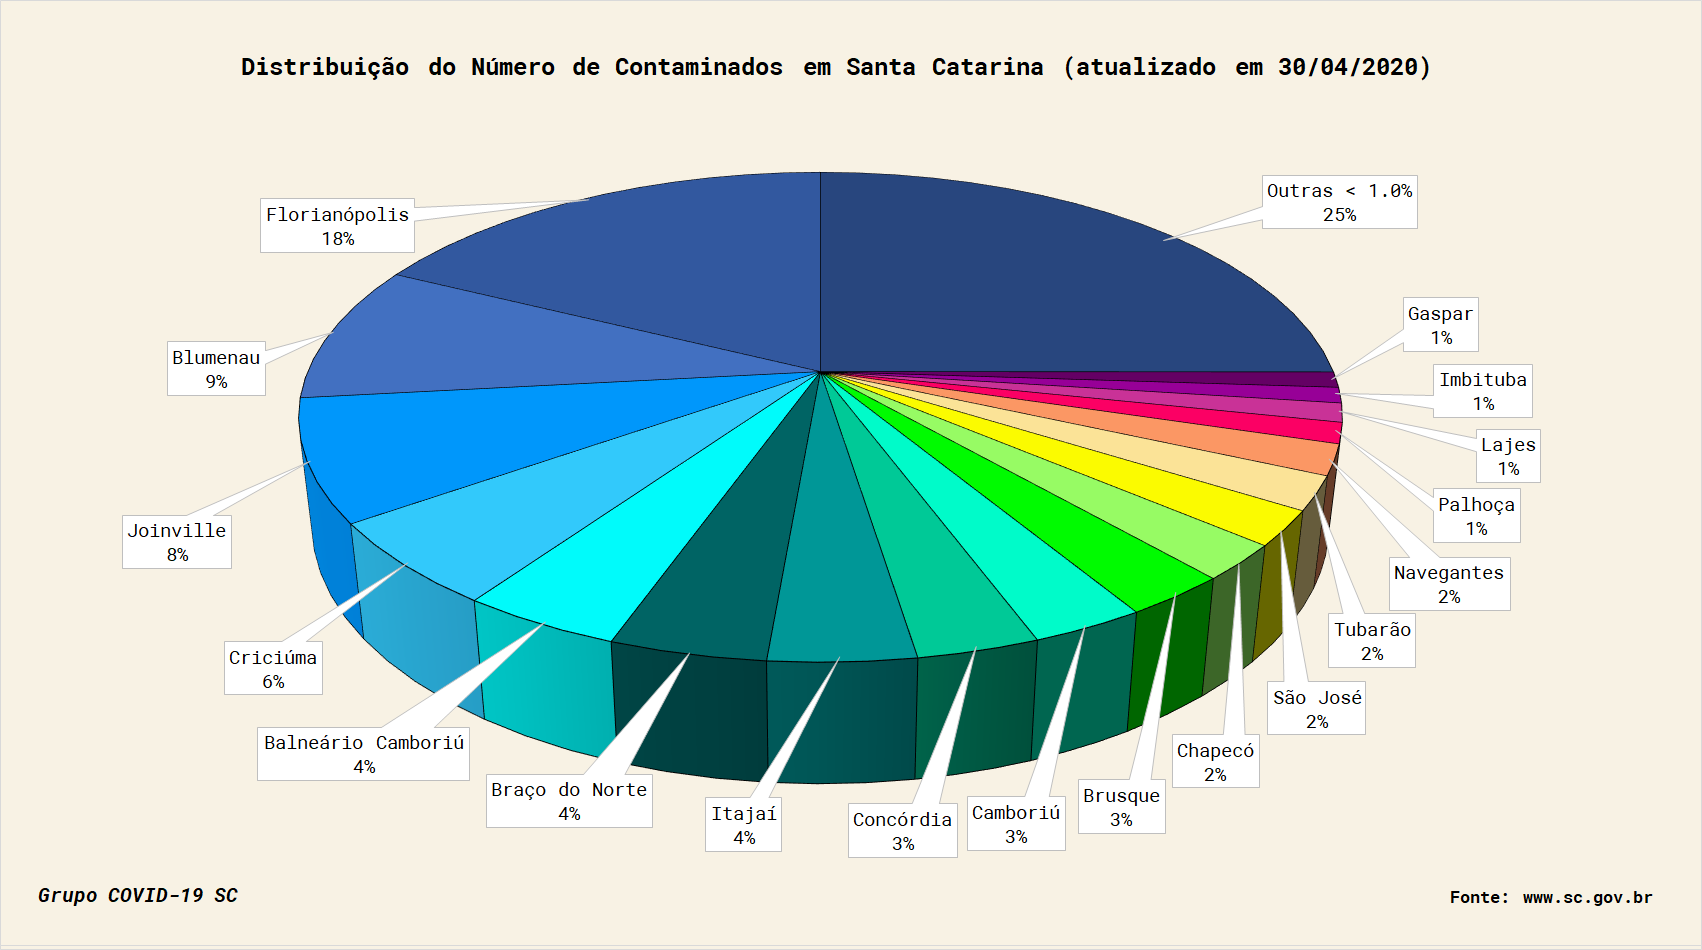 Distribuição do Número de Contaminados em Santa Catarina (atualizado em 30/04/2020)
Outras < 1.0%
25%
Gaspar
1%
Imbituba
1%
Lajes
1%
Palhoça
1%
Navegantes
2%
Tubarão
2%
São José
2%
Chapecó
2%
Brusque
3%
Camboriú
3%
Concórdia
3%
Itajaí
4%
Braço do Norte
4%
Balneário Camboriú
4%
Criciúma
6%
Joinville
8%
Blumenau
9%
Florianópolis
18%
Grupo COVID-19 SC
Fonte: www.sc.gov.br